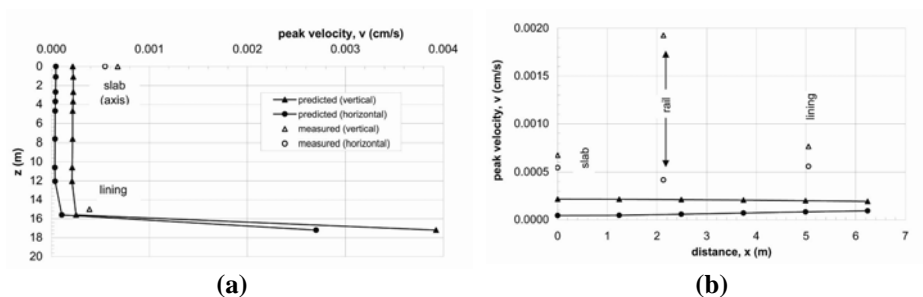 peak velocity, v (cm/s)
0.000 0.001 0.002 0.003 0.004
0
2
4
6
8
10
12
14
16
18
20
z (m)
slab
(axis)
predicted (vertical)
predicted (horizontal)
measured (vertical)
measured (horizontal)
lining
(a)
peak velocity, v (cm/s)
0.0020
0.0015
0.0010
0.0005
0.0000
slab
rail
lining
0 1 2 3 4 5 6 7
distance, x (m)
(b)